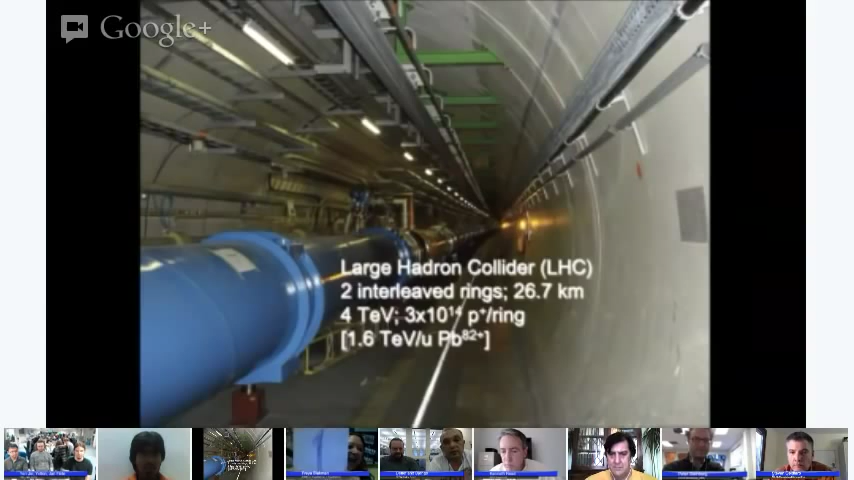 Google+
Large Hadron Collider (LHC)
2 interleaved rings; 26.7 km
4 TeV; 3x10¹⁴ p⁺/ring
[1.6 TeV/u Pb⁸²⁺]